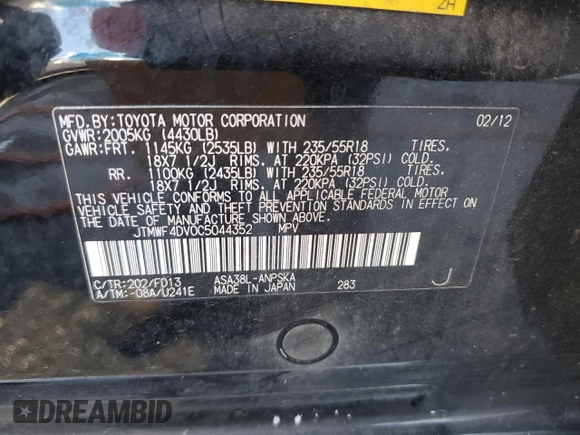 2H
MFD.BY:TOYOTA MOTOR CORPORATION 02/12
GVWR:2005KG (4430LB)
GAWR:FRT. 1145KG (2535LB) WITH 235/55R18 TIRES.
18X7 1/2J RIMS. AT 220KPA (32PSI) COLD.
RR. 1100KG (2435LB) WITH 235/55R18 TIRES.
18X7 1/2J RIMS. AT 220KPA (32PSI) COLD.
THIS VEHICLE CONFORMS TO ALL APPLICABLE FEDERAL MOTOR
VEHICLE SAFETY AND THEFT PREVENTION STANDARDS IN EFFECT ON
THE DATE OF MANUFACTURE SHOWN ABOVE.
JTMWF4DV0C5044352 MPV
C/TR:202/FD13 ASA38L-ANPSKA J
A/TM:-08A/U241E MADE IN JAPAN 283
DREAMBID